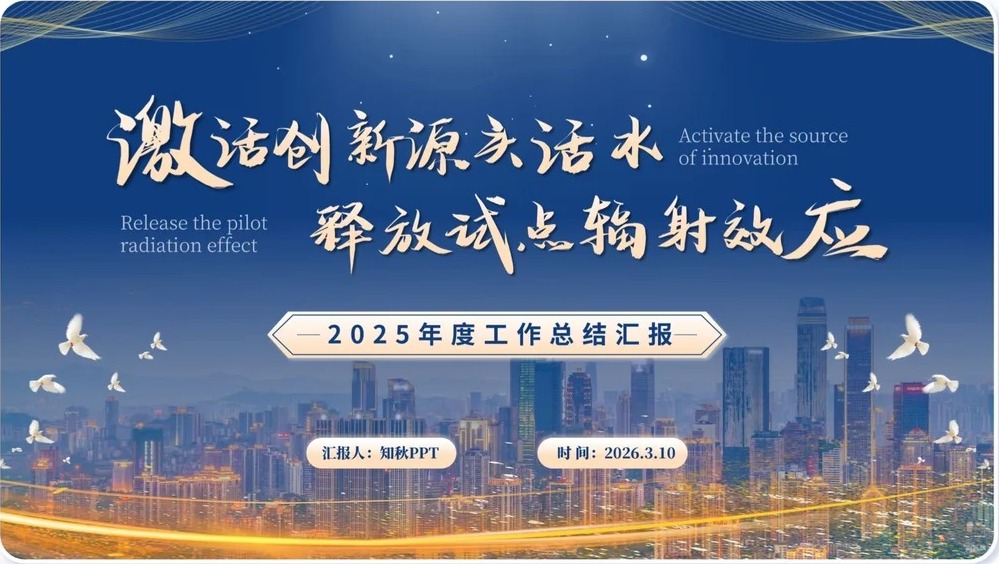 激活创新源头活水
Activate the source
of innovation
Release the pilot
radiation effect
释放试点辐射效应
2025年度工作总结汇报
汇报人：知秋PPT
时间：2026.3.10